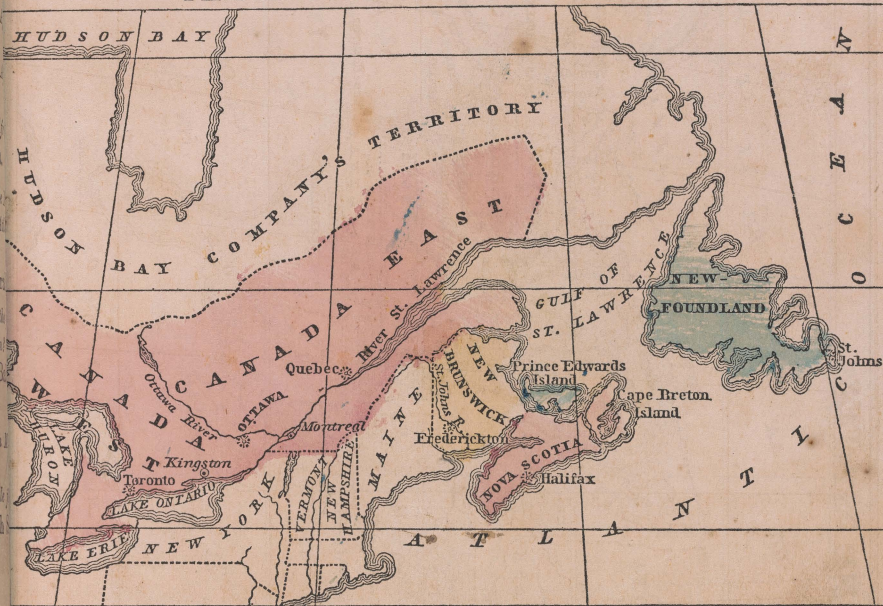 HUDSON BAY
HUDSON BAY COMPANY'S TERRITORY
CANADA EAST
CANADA WEST
River St. Lawrence
GULF OF
ST. LAWRENCE
NEW-
FOUNDLAND
St.
Johns
Quebec
Ottawa River
OTTAWA
Montreal
NEW
BRUNSWICK
St. Johns R.
Frederickton
Prince Edwards
Island
Cape Breton
Island
NOVA SCOTIA
Halifax
MAINE
LAKE
HURON
Kingston
Toronto
LAKE ONTARIO
LAKE ERIE
NEW YORK
VERMONT
NEW
HAMPSHIRE
ATLANTIC OCEAN